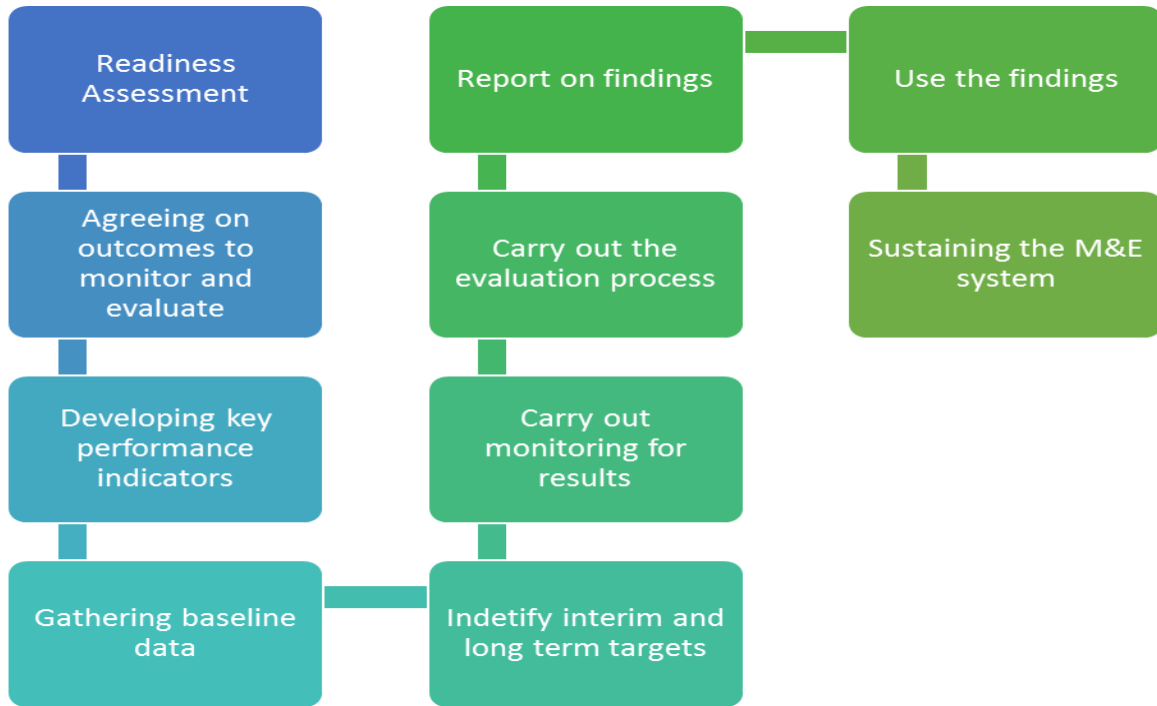 Readiness
Assessment
Agreeing on
outcomes to
monitor and
evaluate
Developing key
performance
indicators
Gathering baseline
data
Indetify interim and
long term targets
Carry out
monitoring for
results
Carry out the
evaluation process
Report on findings
Use the findings
Sustaining the M&E
system